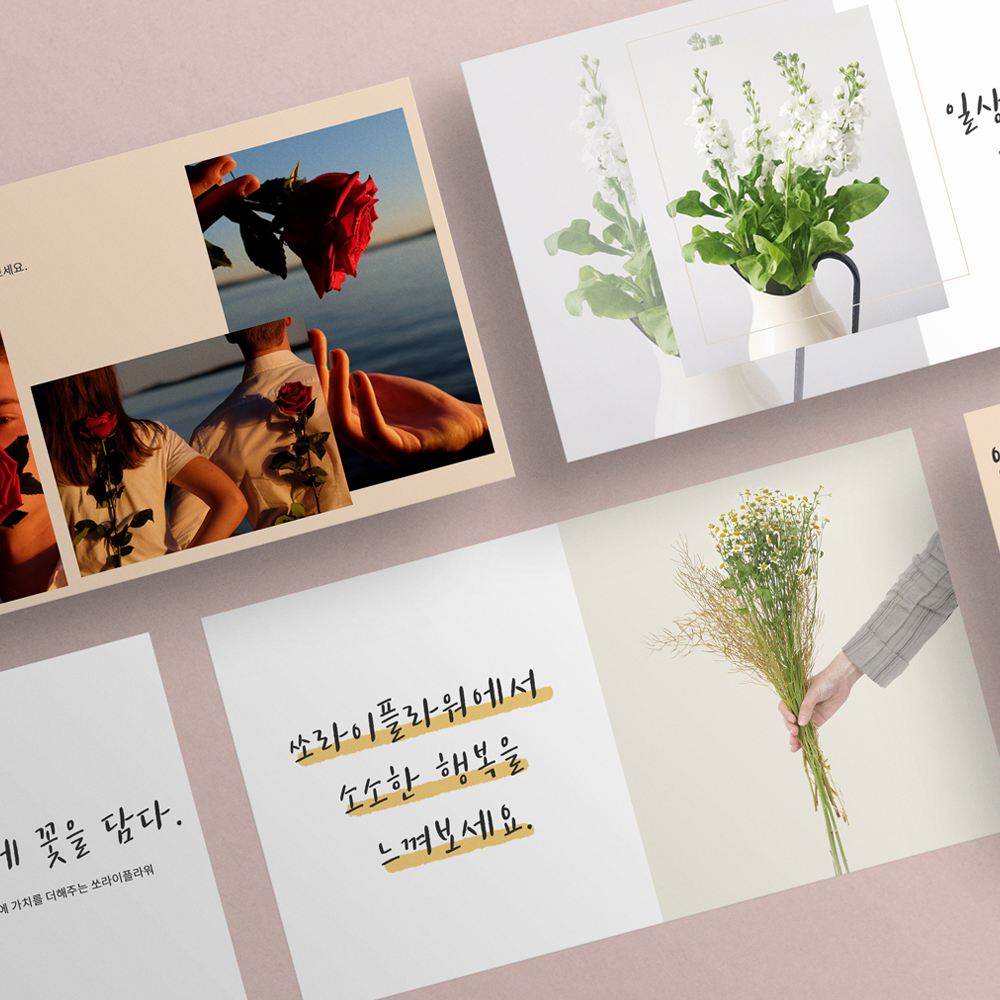 보세요.
일상
쏘라이플라워에서
소소한 행복을
느껴보세요.
에 꽃을 담다.
에 가치를 더해주는 쏘라이플라워